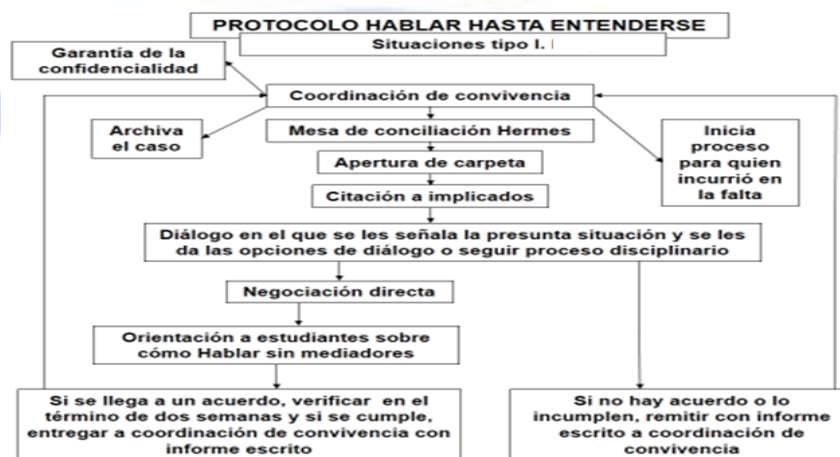 PROTOCOLO HABLAR HASTA ENTENDERSE
Situaciones tipo I.
Garantía de la
confidencialidad
Coordinación de convivencia
Archiva
el caso
Mesa de conciliación Hermes
Inicia
proceso
para quien
incurrió en
la falta
Apertura de carpeta
Citación a implicados
Diálogo en el que se les señala la presunta situación y se les
da las opciones de diálogo o seguir proceso disciplinario
Negociación directa
Orientación a estudiantes sobre
cómo Hablar sin mediadores
Si se llega a un acuerdo, verificar en el
término de dos semanas y si se cumple,
entregar a coordinación de convivencia con
informe escrito
Si no hay acuerdo o lo
incumplen, remitir con informe
escrito a coordinación de
convivencia